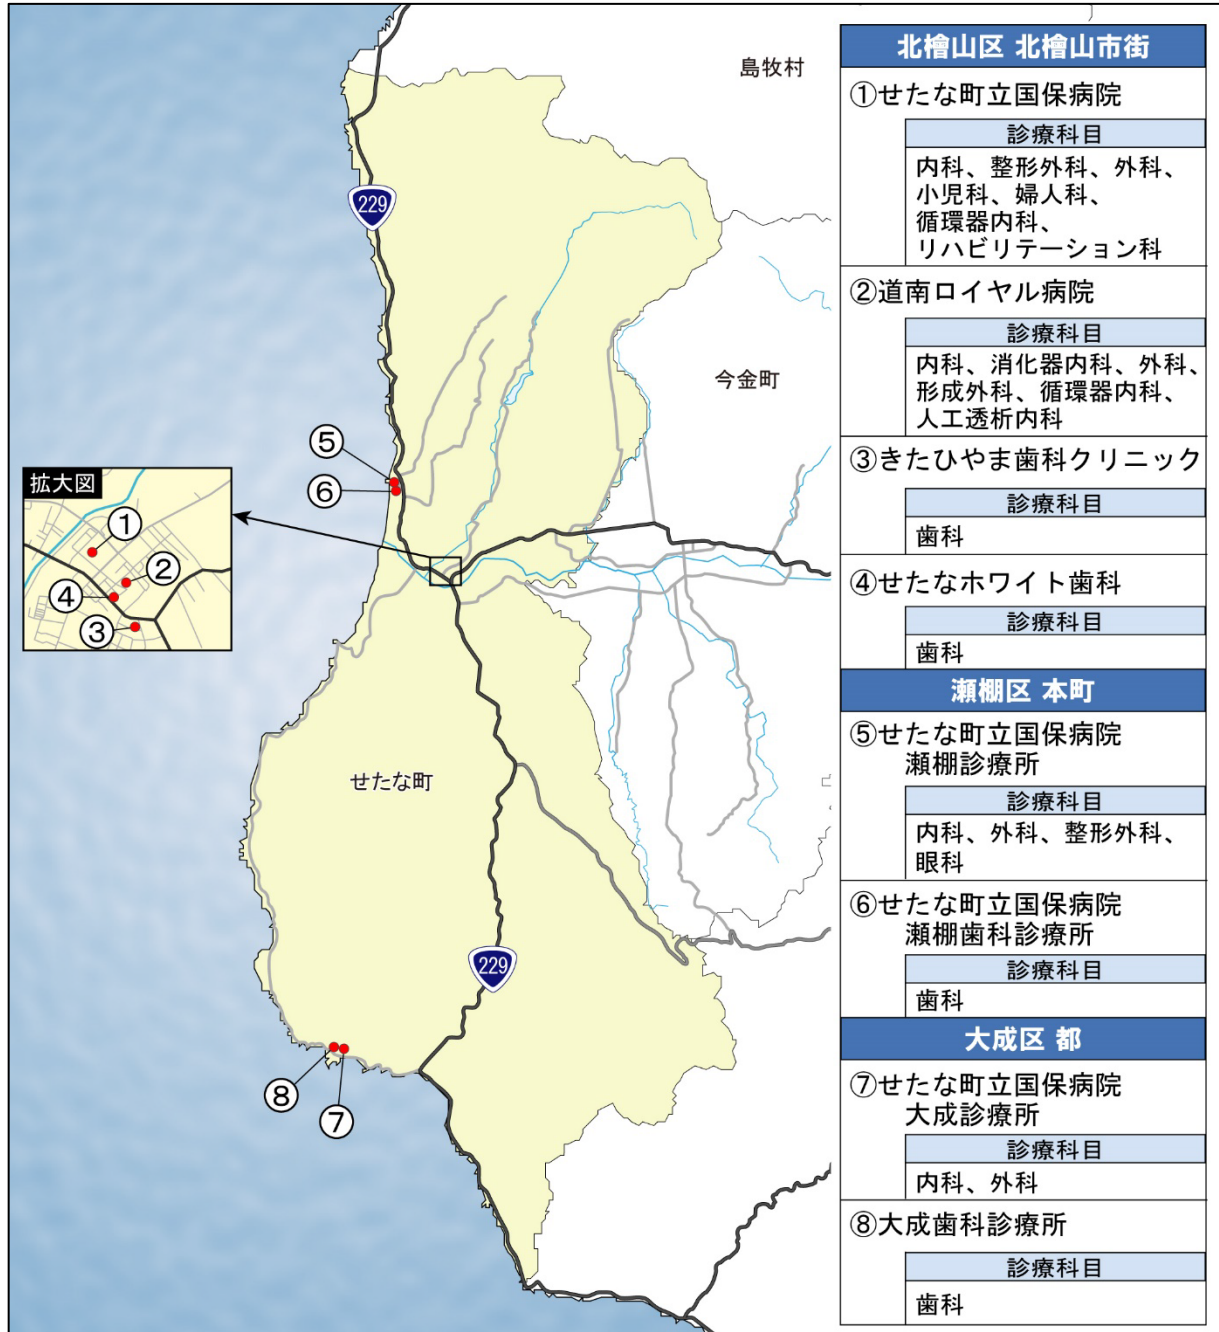 島牧村
229
今金町
⑤
⑥
拡大図
①
②
④
③
せたな町
229
⑧
⑦
北檜山区 北檜山市街
①せたな町立国保病院
診療科目
内科、整形外科、外科、
小児科、婦人科、
循環器内科、
リハビリテーション科
②道南ロイヤル病院
診療科目
内科、消化器内科、外科、
形成外科、循環器内科、
人工透析内科
③きたひやま歯科クリニック
診療科目
歯科
④せたなホワイト歯科
診療科目
歯科
瀬棚区 本町
⑤せたな町立国保病院
瀬棚診療所
診療科目
内科、外科、整形外科、
眼科
⑥せたな町立国保病院
瀬棚歯科診療所
診療科目
歯科
大成区 都
⑦せたな町立国保病院
大成診療所
診療科目
内科、外科
⑧大成歯科診療所
診療科目
歯科